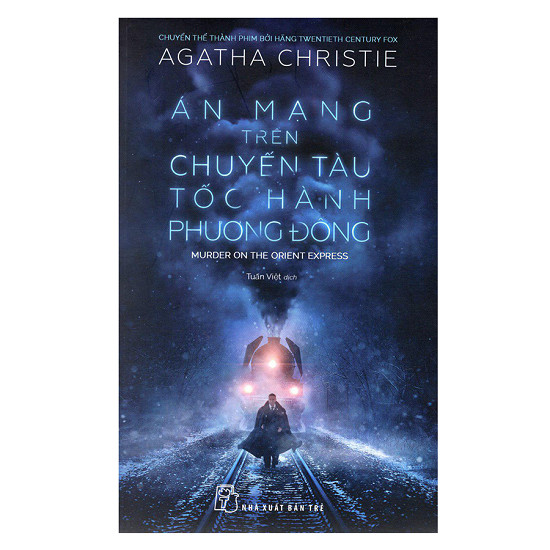 CHUYỂN THỂ THÀNH PHIM BỞI HÃNG TWENTIETH CENTURY FOX
AGATHA CHRISTIE
ÁN MẠNG
TRÊN
CHUYẾN TÀU
TỐC HÀNH
PHƯƠNG ĐÔNG
MURDER ON THE ORIENT EXPRESS
Tuấn Việt dịch
NHÀ XUẤT BẢN TRẺ